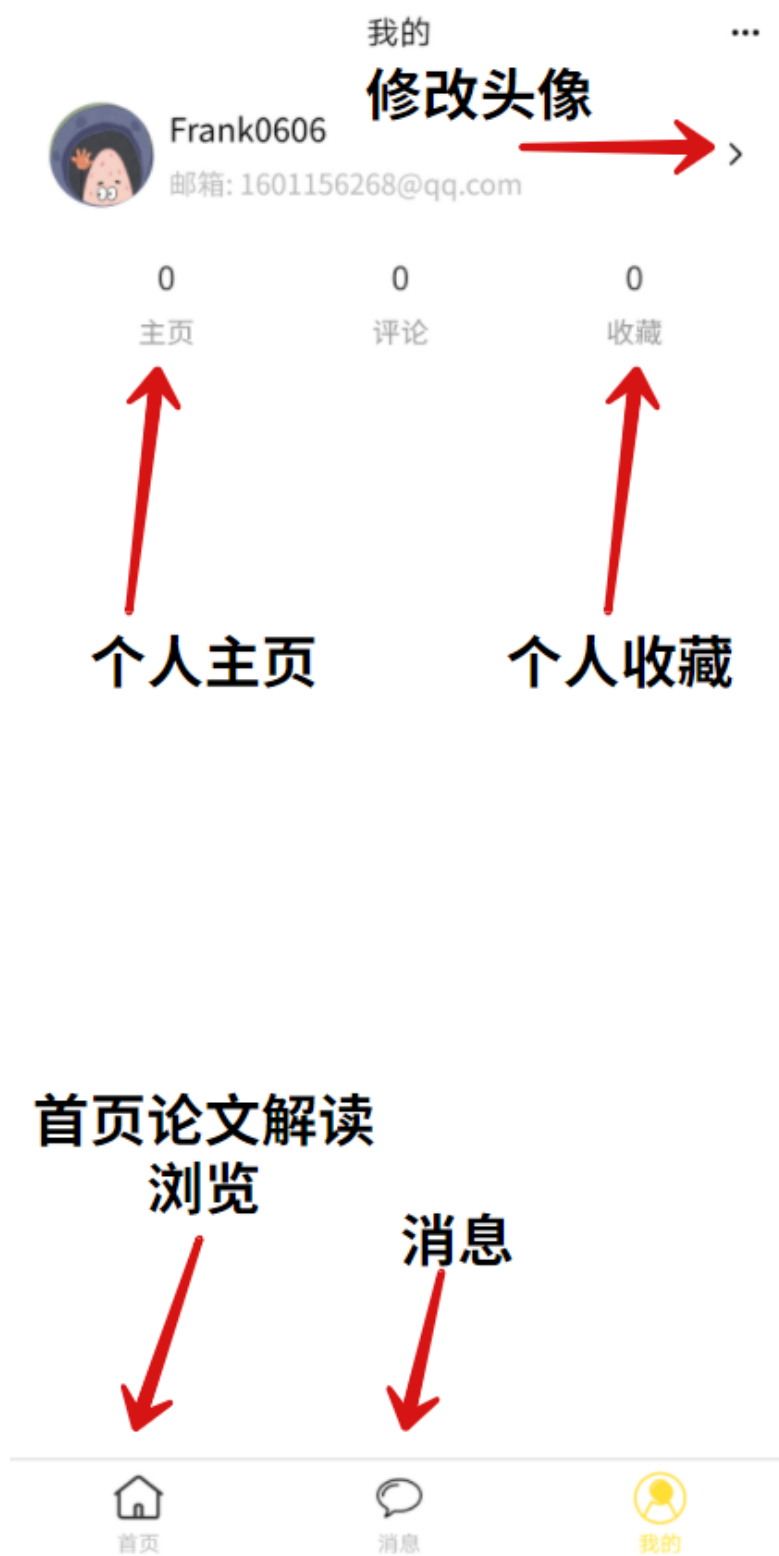 我的
修改头像
Frank0606
邮箱: 1601156268@qq.com
0 0 0
主页 评论 收藏
个人主页 个人收藏
首页论文解读
浏览
消息
首页 消息 我的